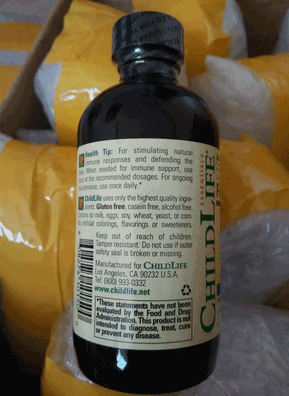 Health Tip: For stimulating natural
immune responses and defending the
When needed for immune support, use
at the recommended dosages. For ongoing
maintenance, use once daily.*
ChildLife uses only the highest quality ingre-
dients. Gluten free, casein free, alcohol free.
Contains no milk, eggs, soy, wheat, yeast, or corn.
No artificial colorings, flavorings or sweeteners.
Keep out of reach of children.
Tamper resistant: Do not use if outer
safety seal is broken or missing.
Manufactured for CHILDLIFE
Los Angeles, CA 90232 U.S.A.
Tel: (800) 993-0332
www.childlife.net
*These statements have not been
evaluated by the Food and Drug
Administration. This product is not
intended to diagnose, treat, cure
or prevent any disease.
CHILDLIFE
ESSENTIALS